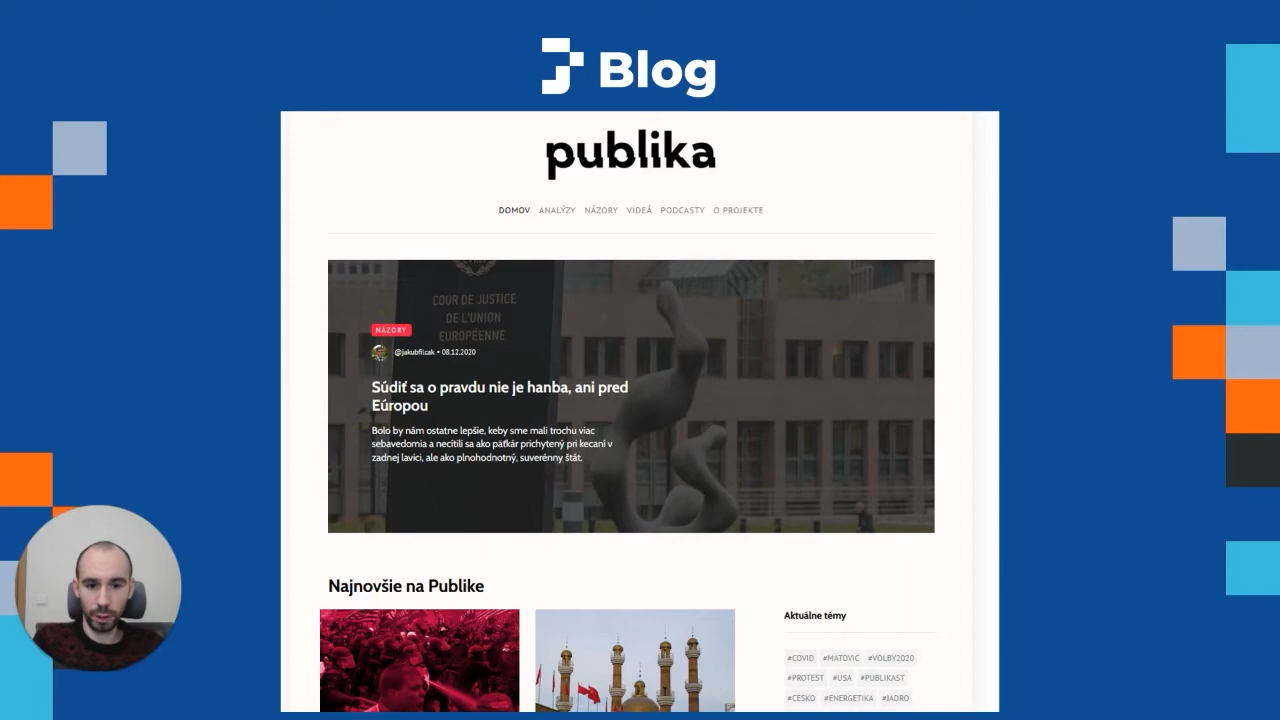 Blog
publika
DOMOV ANALÝZY NÁZORY VIDEÁ PODCASTY O PROJEKTE
COUR DE JUSTICE
DE L'UNION
EUROPÉENNE
NÁZORY
@jakubfilcak • 08.12.2020
Súdiť sa o pravdu nie je hanba, ani pred
Eúropou
Bolo by nám ostatne lepšie, keby sme mali trochu viac
sebavedomia a necítili sa ako päťkár prichytený pri kecaní v
zadnej lavici, ale ako plnohodnotný, suverénny štát.
Najnovšie na Publike
Aktuálne témy
#COVID #MATOVIC #VOLBY2020
#PROTEST #USA #PUBLIKAST
#CESKO #ENERGETIKA #JADRO